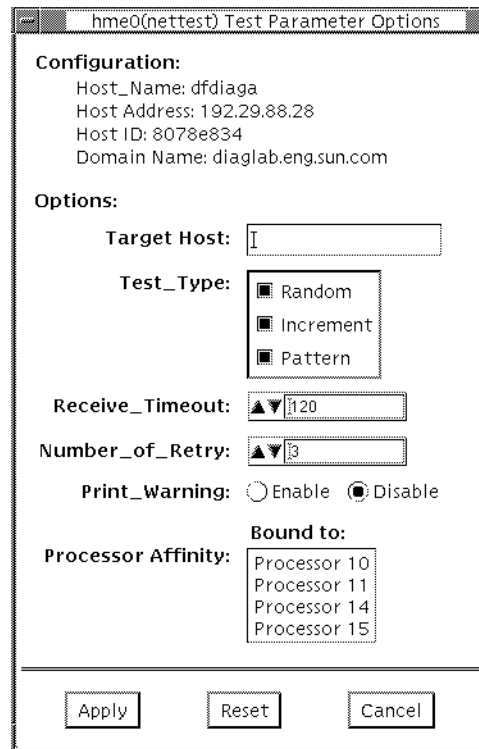 hme0(nettest) Test Parameter Options
Configuration:
Host_Name: dfdiaga
Host Address: 192.29.88.28
Host ID: 8078e834
Domain Name: diaglab.eng.sun.com
Options:
Target Host:
Test_Type:
Random
Increment
Pattern
Receive_Timeout: 120
Number_of_Retry: 3
Print_Warning: Enable Disable
Bound to:
Processor Affinity:
Processor 10
Processor 11
Processor 14
Processor 15
Apply Reset Cancel